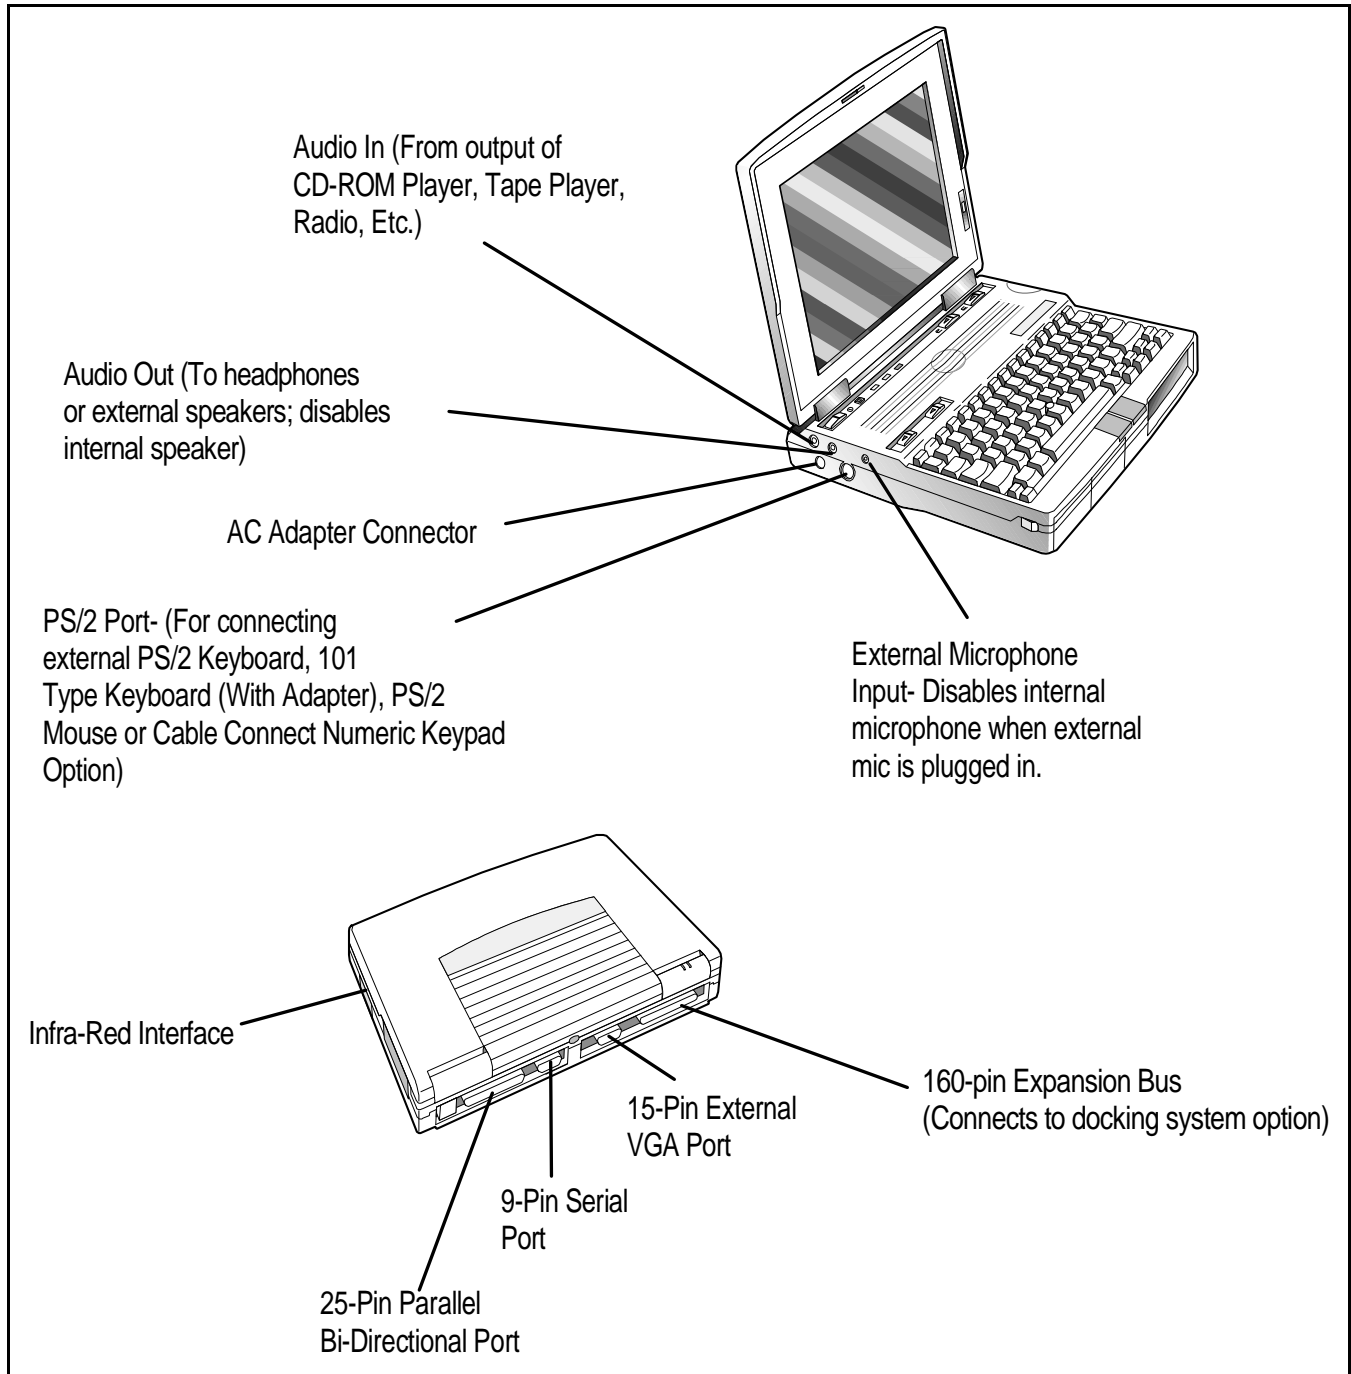 Audio In (From output of
CD-ROM Player, Tape Player,
Radio, Etc.)
Audio Out (To headphones
or external speakers; disables
internal speaker)
AC Adapter Connector
PS/2 Port- (For connecting
external PS/2 Keyboard, 101
Type Keyboard (With Adapter), PS/2
Mouse or Cable Connect Numeric Keypad
Option)
External Microphone
Input- Disables internal
microphone when external
mic is plugged in.
Infra-Red Interface
160-pin Expansion Bus
(Connects to docking system option)
15-Pin External
VGA Port
9-Pin Serial
Port
25-Pin Parallel
Bi-Directional Port